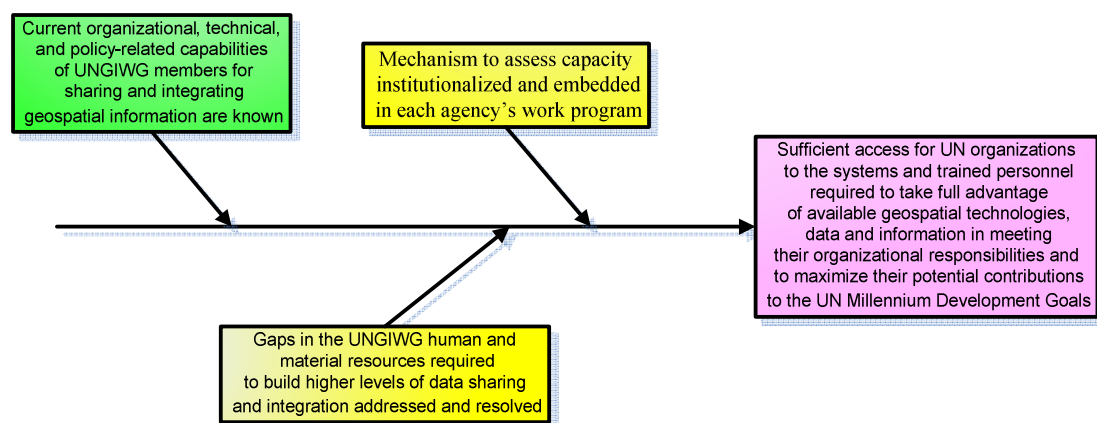 Current organizational, technical,
and policy-related capabilities
of UNGIWG members for
sharing and integrating
geospatial information are known
Mechanism to assess capacity
institutionalized and embedded
in each agency’s work program
Sufficient access for UN organizations
to the systems and trained personnel
required to take full advantage
of available geospatial technologies,
data and information in meeting
their organizational responsibilities and
to maximize their potential contributions
to the UN Millennium Development Goals
Gaps in the UNGIWG human and
material resources required
to build higher levels of data sharing
and integration addressed and resolved